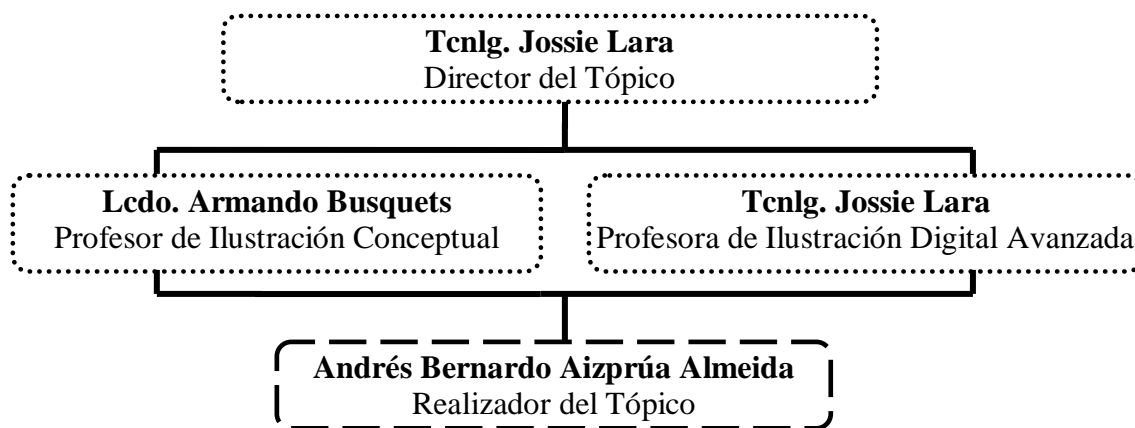 Tcnlg. Jossie Lara
Director del Tópico
Lcdo. Armando Busquets
Profesor de Ilustración Conceptual
Tcnlg. Jossie Lara
Profesora de Ilustración Digital Avanzada
Andrés Bernardo Aizprúa Almeida
Realizador del Tópico